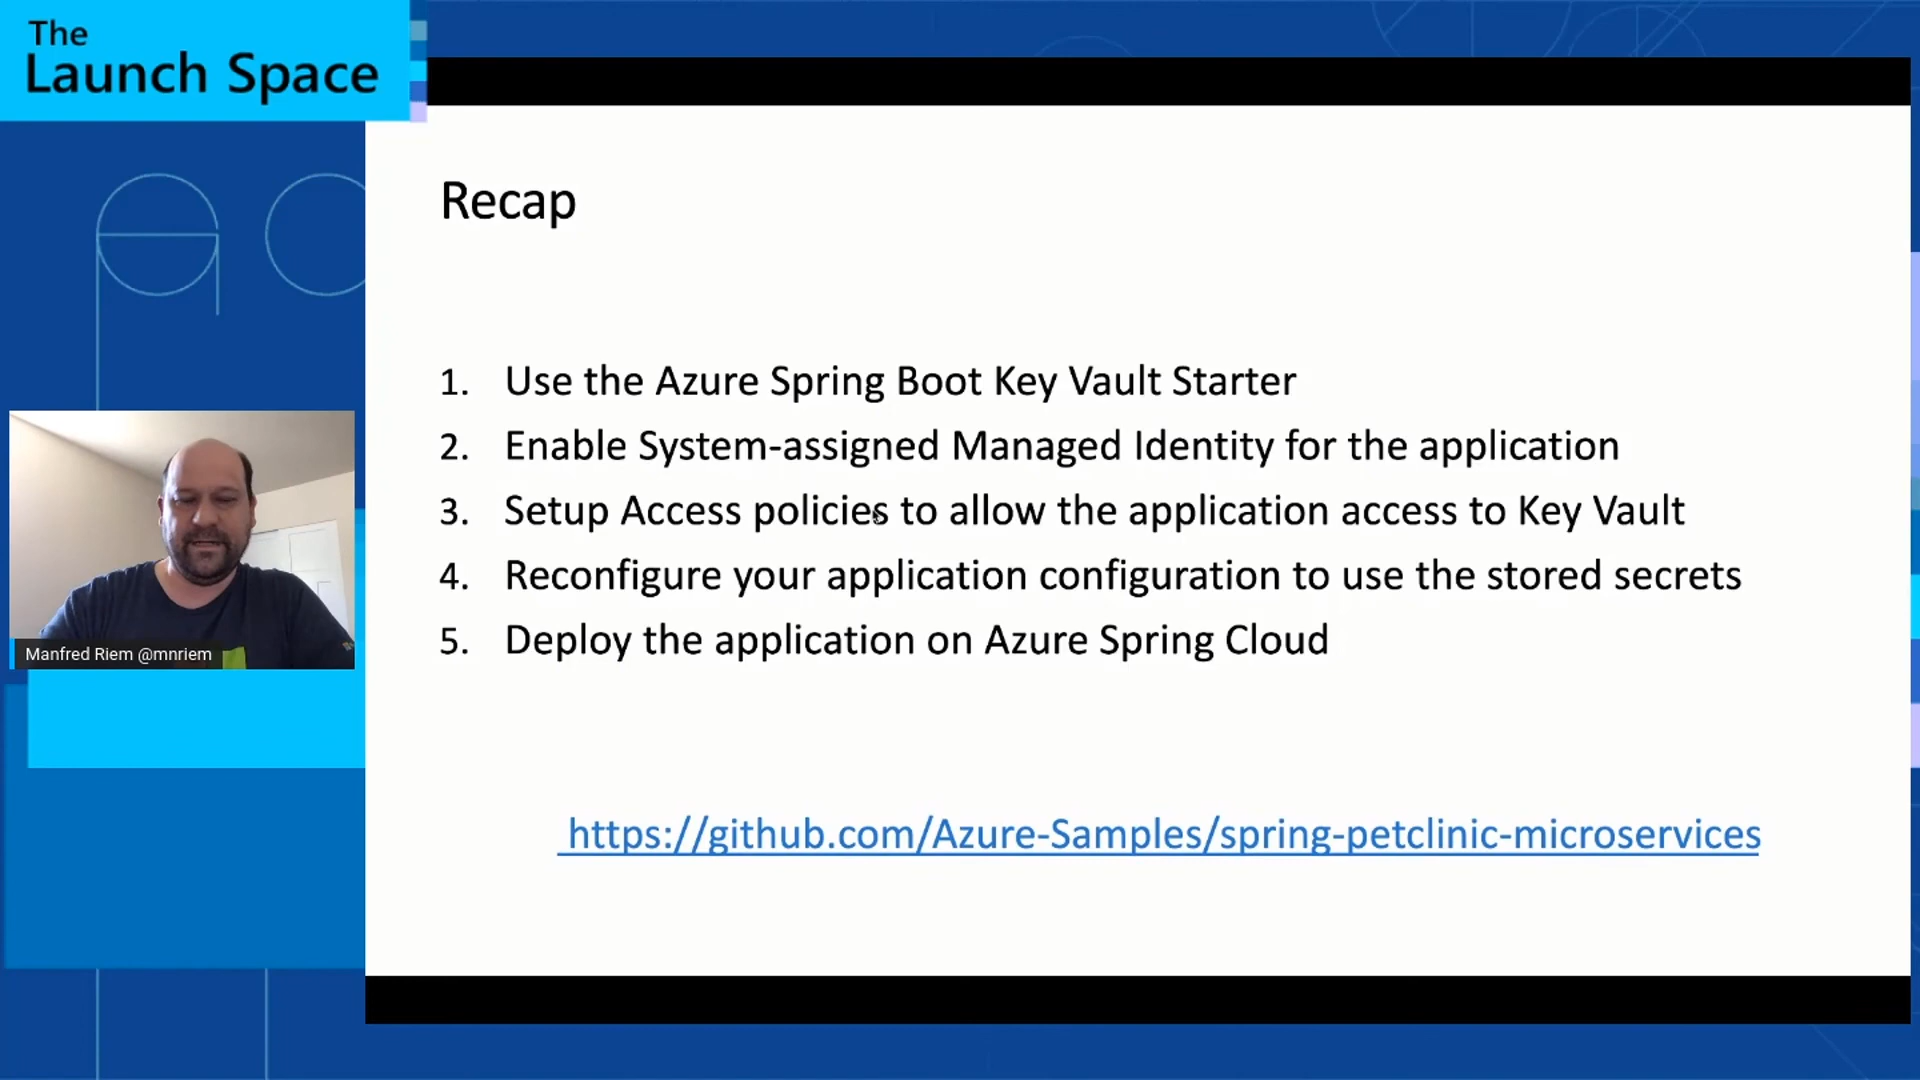 The
Launch Space
Recap
1. Use the Azure Spring Boot Key Vault Starter
2. Enable System-assigned Managed Identity for the application
3. Setup Access policies to allow the application access to Key Vault
4. Reconfigure your application configuration to use the stored secrets
5. Deploy the application on Azure Spring Cloud
Manfred Riem @mnriem
https://github.com/Azure-Samples/spring-petclinic-microservices